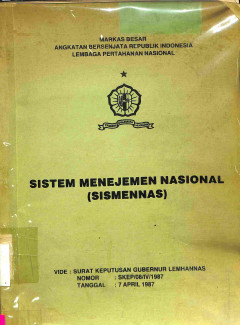 MARKAS BESAR
ANGKATAN BERSENJATA REPUBLIK INDONESIA
LEMBAGA PERTAHANAN NASIONAL
SISTEM MENEJEMEN NASIONAL
(SISMENNAS)
VIDE : SURAT KEPUTUSAN GUBERNUR LEMHANNAS
NOMOR : SKEP/08/IV/1987
TANGGAL : 7 APRIL 1987